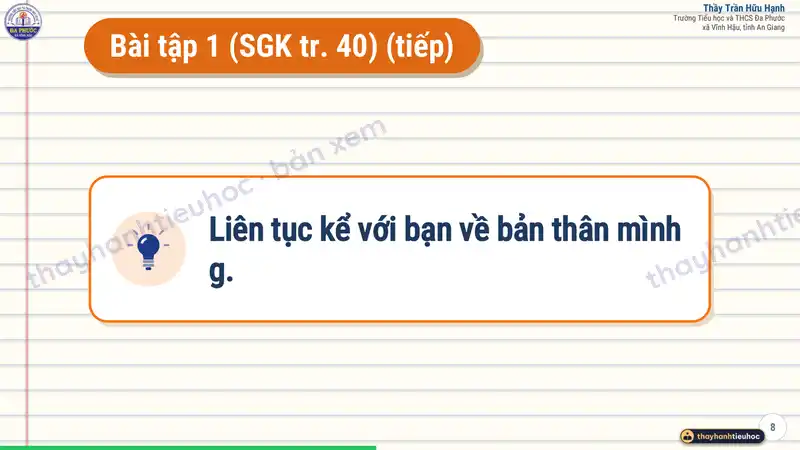 Thầy Trần Hữu Hạnh
Trường Tiểu học và THCS Đa Phước
xã Vĩnh Hậu, tỉnh An Giang
ĐA PHƯỚC
Bài tập 1 (SGK tr. 40) (tiếp)
thayhanhtieuhoc · bản xem
Liên tục kể với bạn về bản thân mình
g.
thayhanhtieuhoc
8